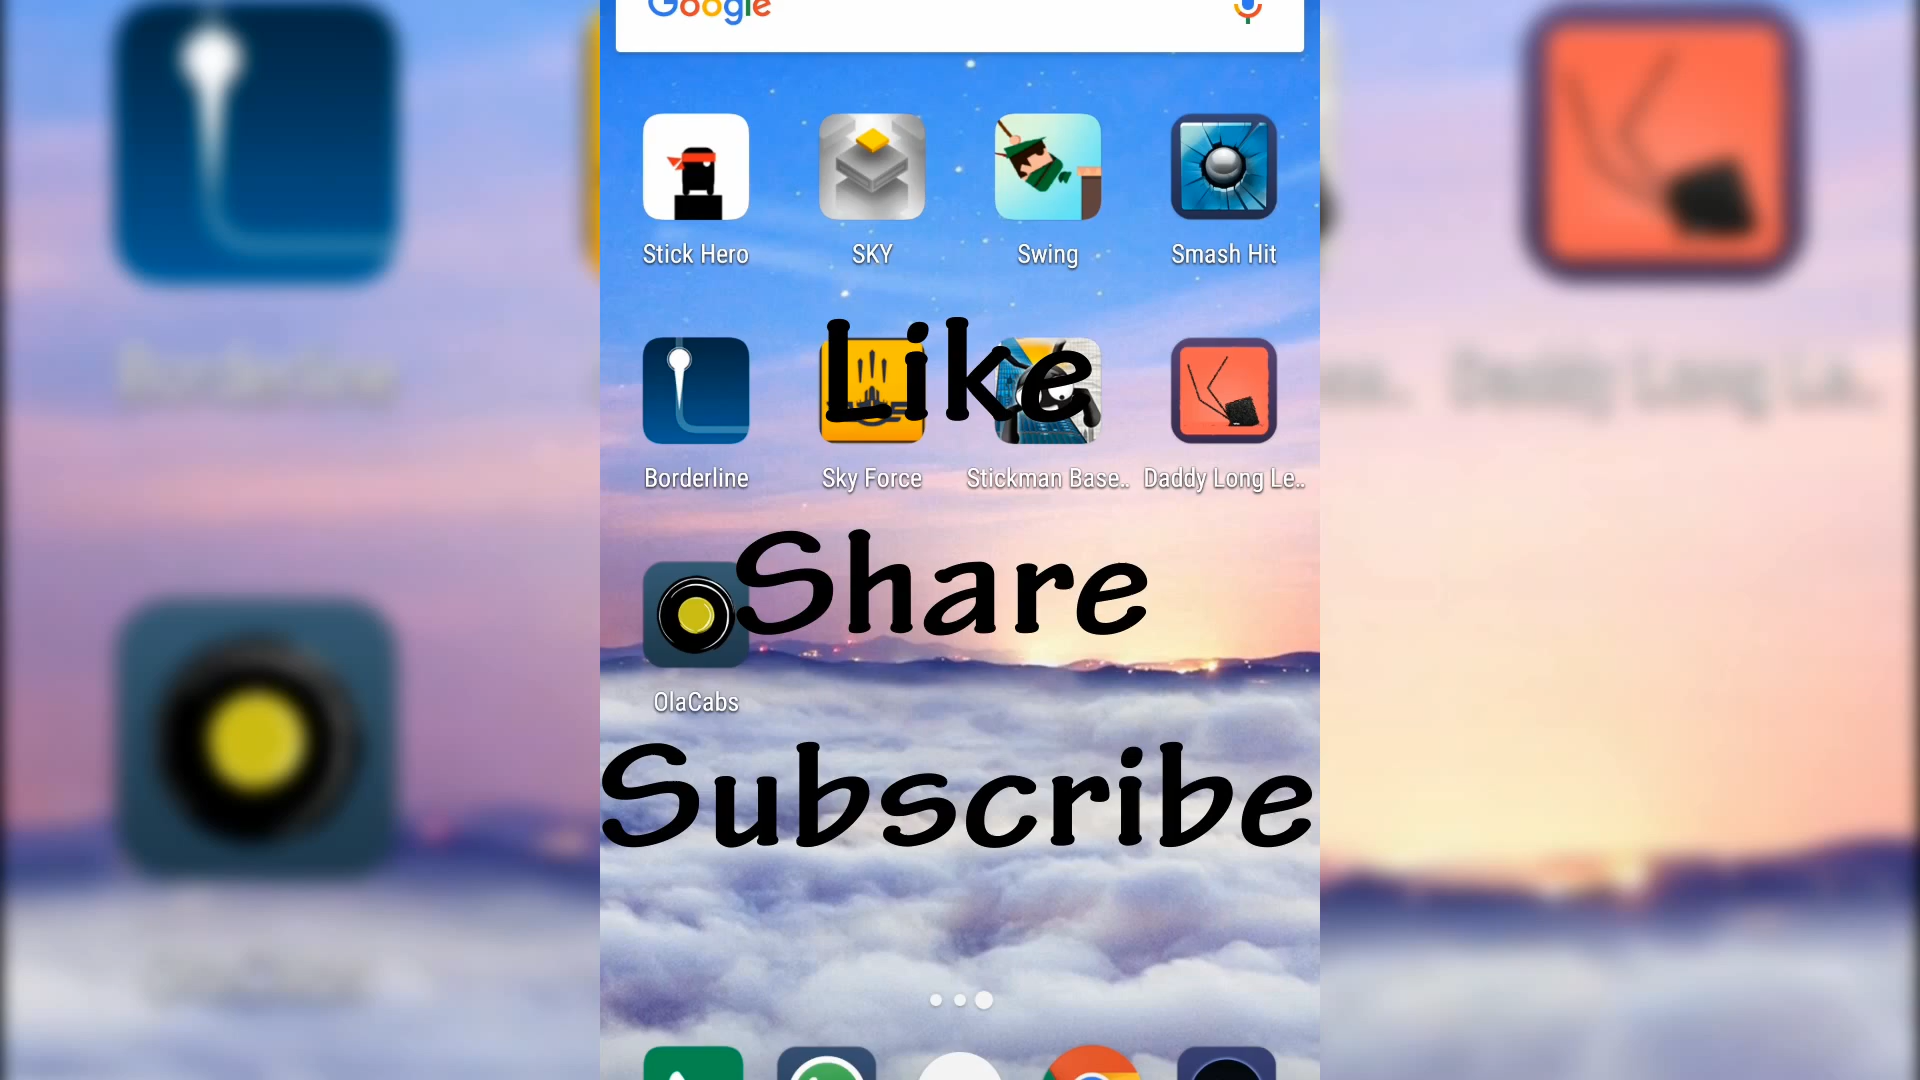 Google
Stick Hero SKY Swing Smash Hit
Like
Borderline Sky Force Stickman Base.. Daddy Long Le..
Share
OlaCabs
Subscribe